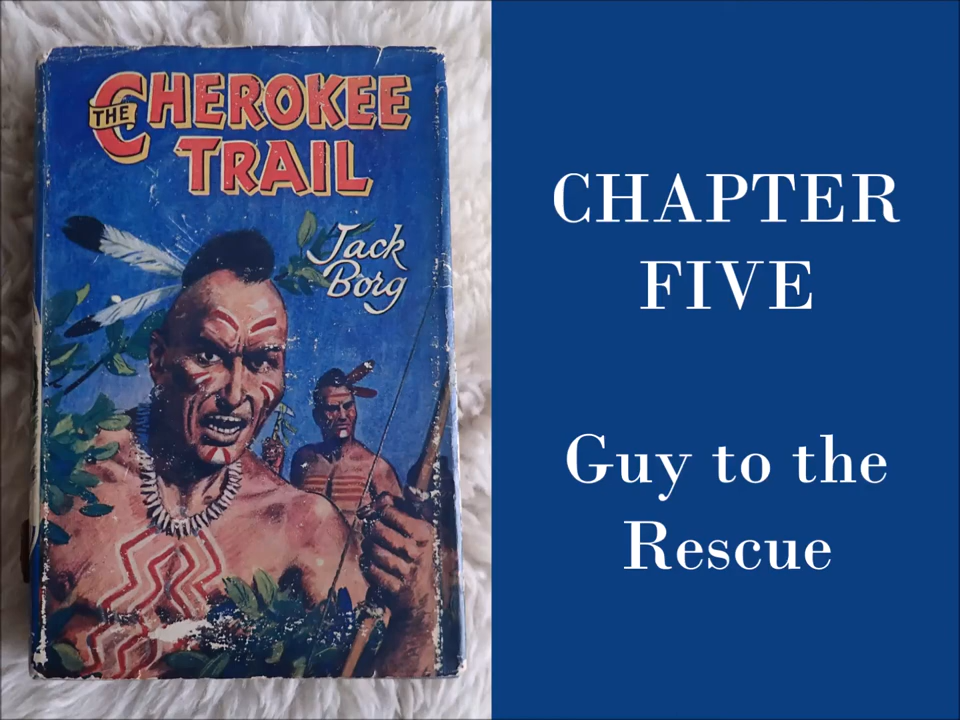 THE CHEROKEE
TRAIL
Jack
Borg
CHAPTER
FIVE
Guy to the
Rescue